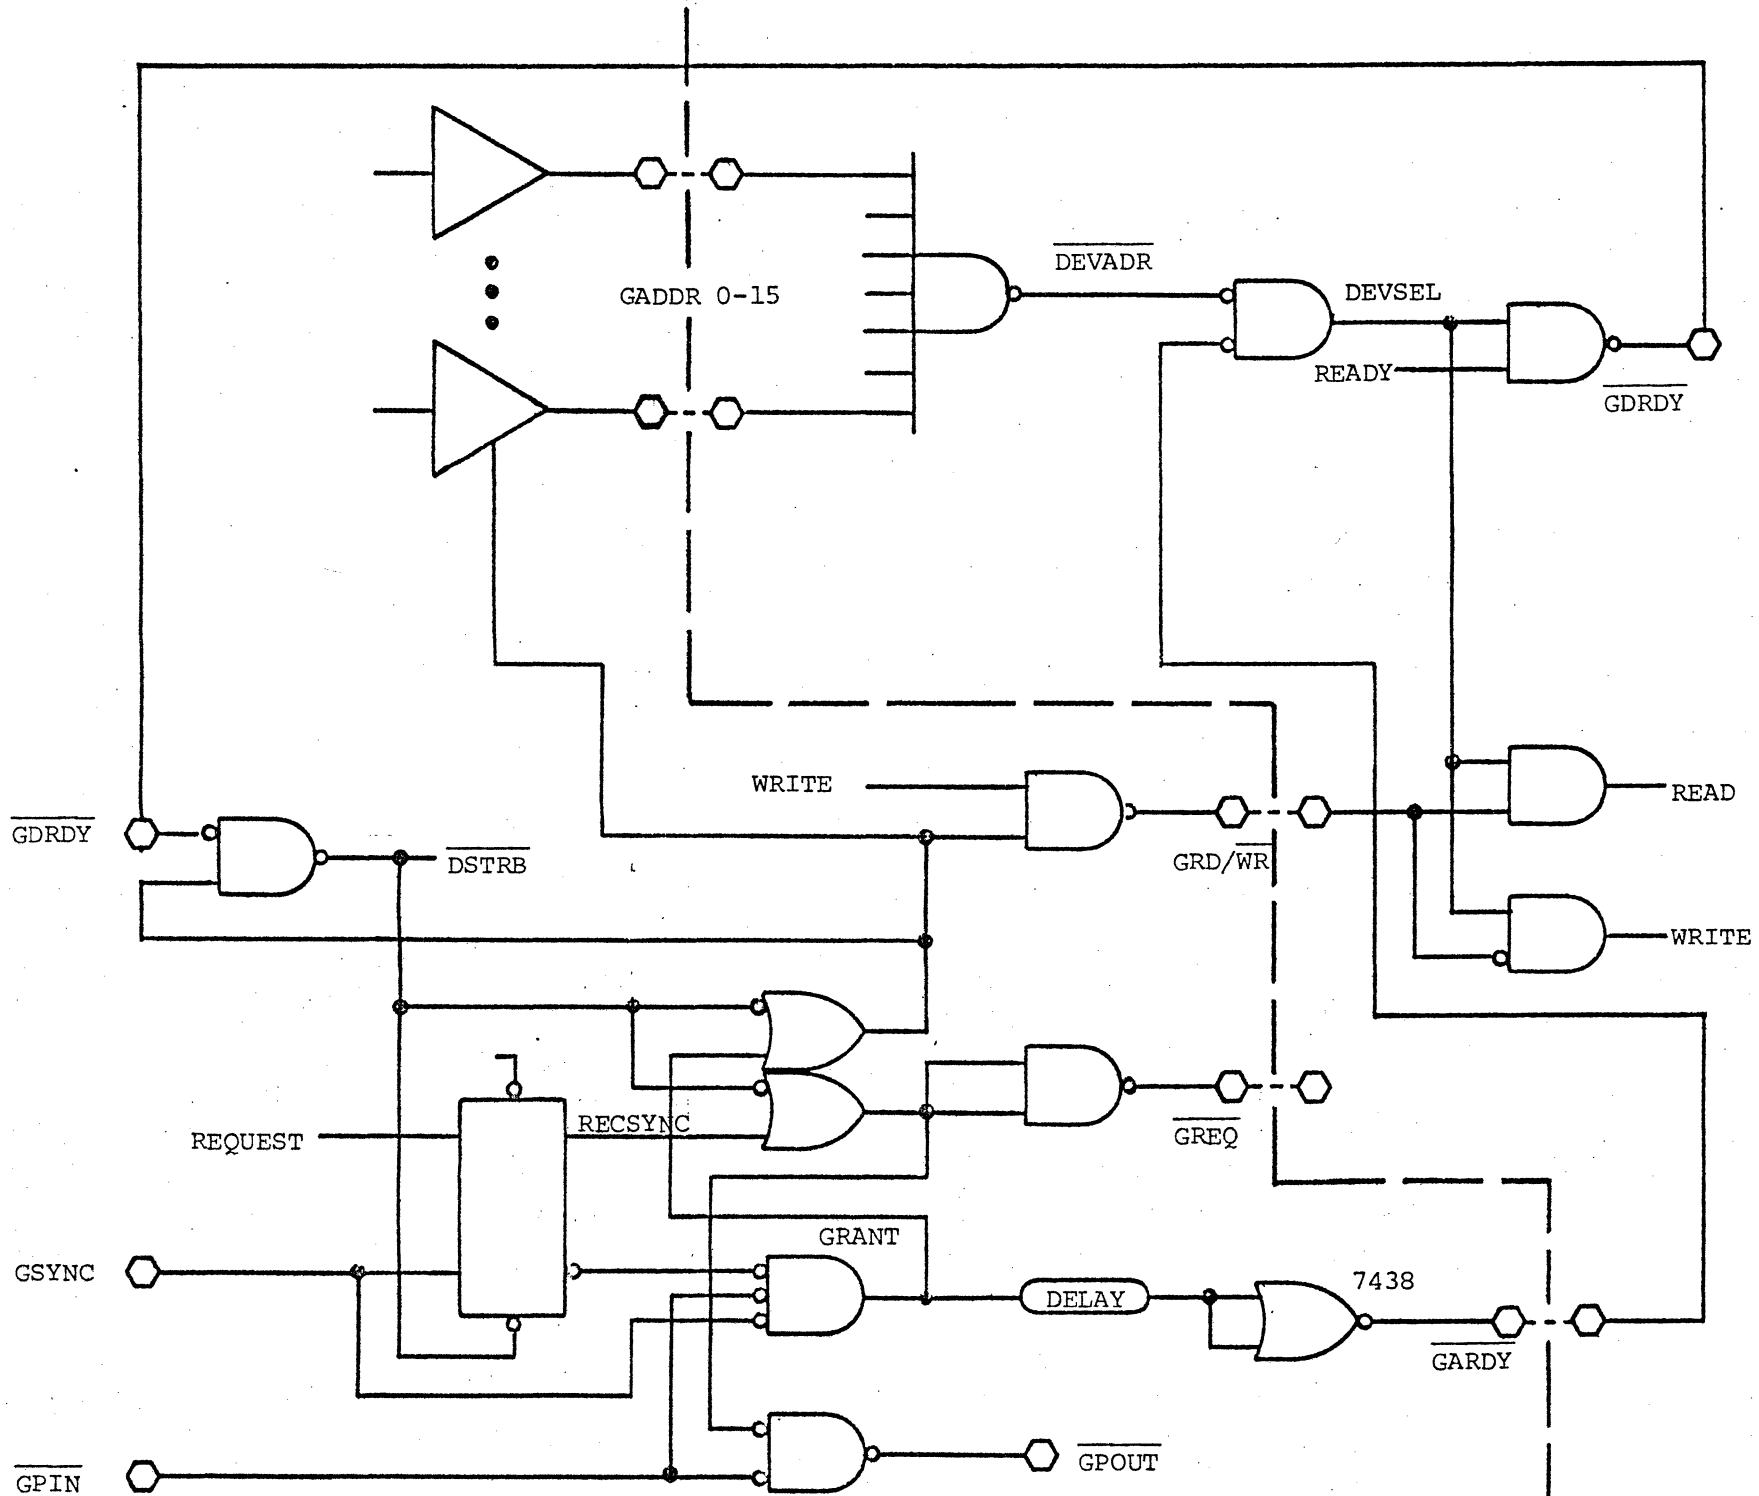 DEVADR
GADDR 0-15
DEVSEL
READY
GDRDY
WRITE
READ
GDRDY
DSTRB
GRD/WR
WRITE
REQUEST
RECSYNC
GREQ
GRANT
GSYNC
DELAY
7438
GARDY
GPIN
GPOUT